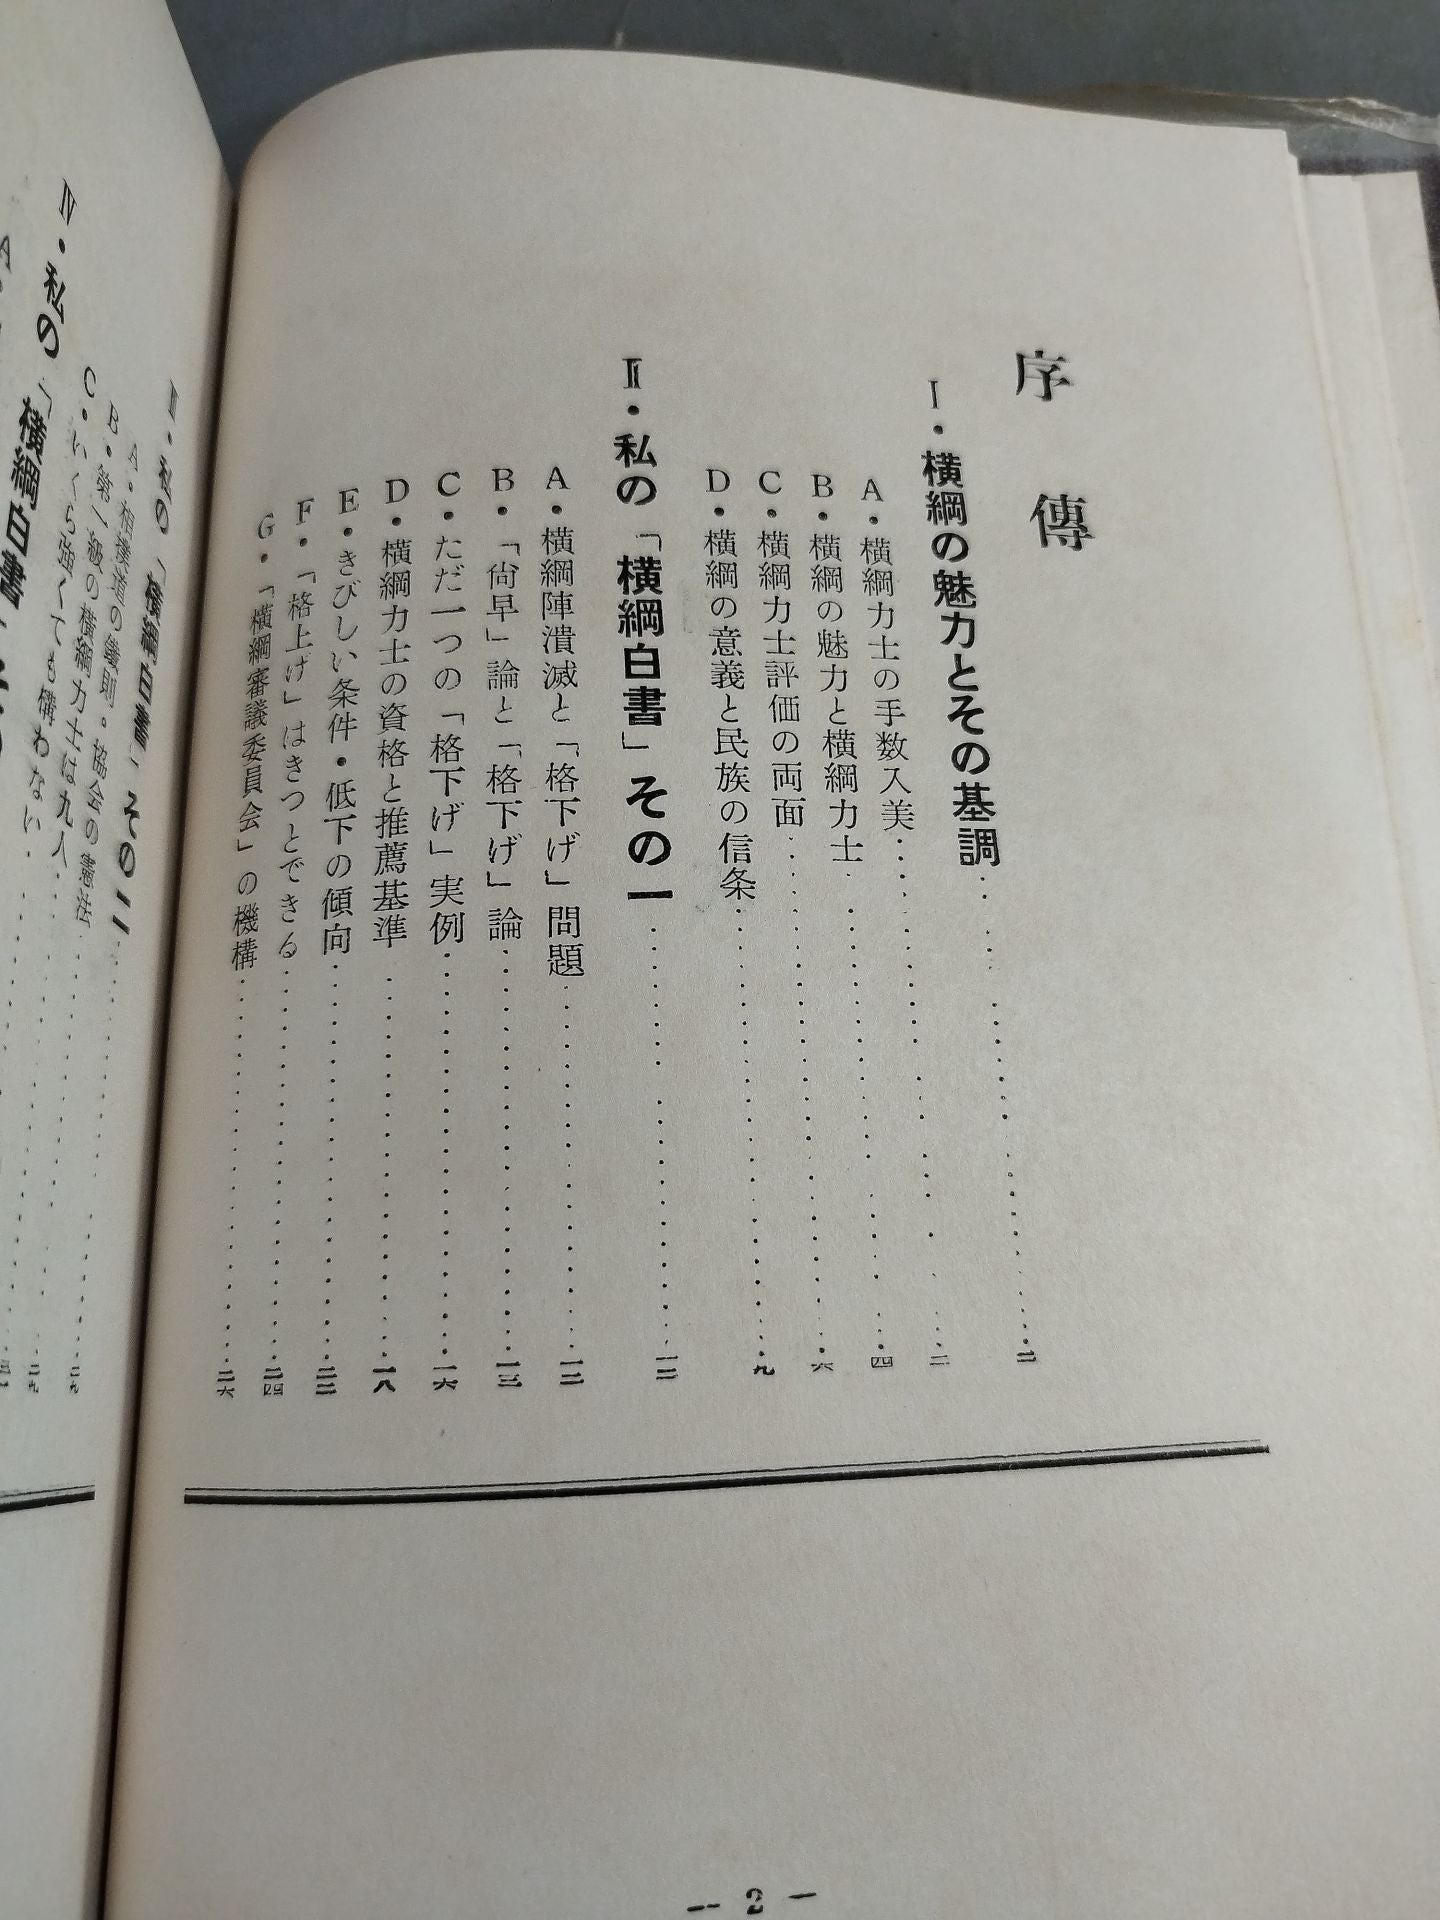 序傳
Ⅰ・横綱の魅力とその基調……二
A・横綱力士の手数入美……二
B・横綱の魅力と横綱力士……四
C・横綱力士評価の両面……六
D・横綱の意義と民族の信条……九
Ⅱ・私の「横綱白書」その一……一二
A・横綱陣潰滅と「格下げ」問題……一二
B・「尚早」論と「格下げ」論……一三
C・ただ一つの「格下げ」実例……一六
D・横綱力士の資格と推薦基準……一八
E・きびしい条件・低下の傾向……二二
F・「格上げ」はきつとできる……二四
G・「横綱審議委員会」の機構……二六
Ⅲ・私の「横綱白書」その二……
A・相撲道の鐵則・協会の憲法……二九
B・第一級の横綱力士は九人……二九
C・いくら強くても構わない……
Ⅳ・私の「横綱白書」その
A・
— 2 —